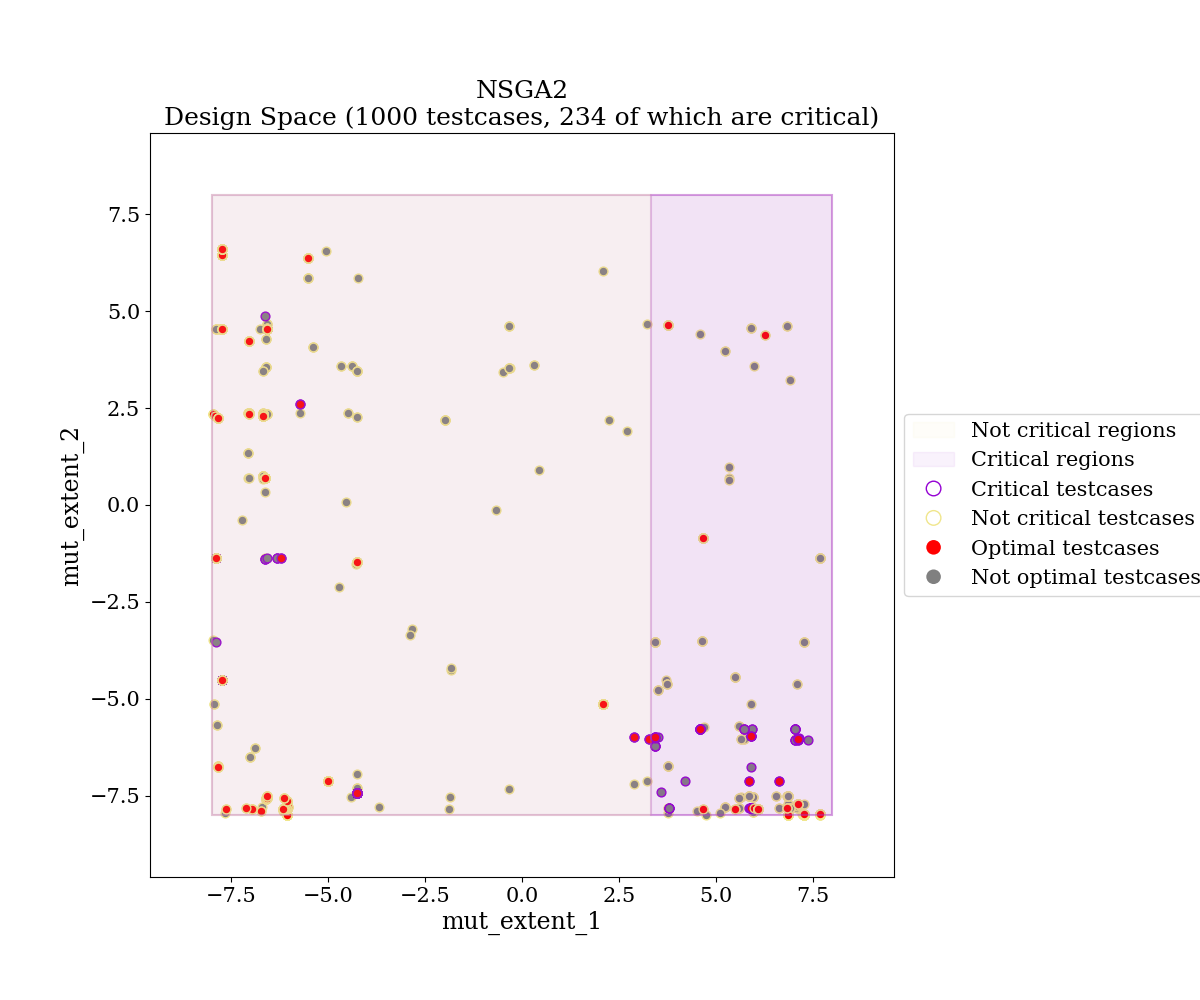 NSGA2
Design Space (1000 testcases, 234 of which are critical)
7.5
5.0
2.5
0.0
−2.5
−5.0
−7.5
mut_extent_2
−7.5 −5.0 −2.5 0.0 2.5 5.0 7.5
mut_extent_1
Not critical regions
Critical regions
Critical testcases
Not critical testcases
Optimal testcases
Not optimal testcases